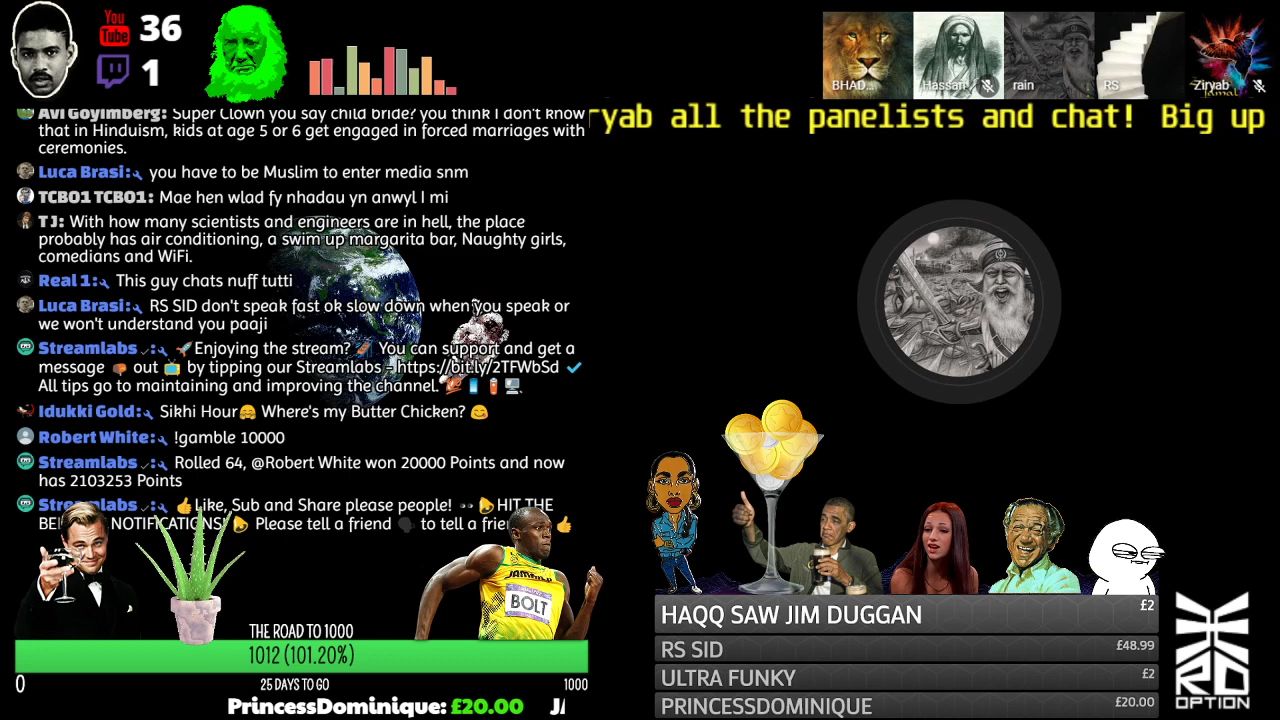 You
Tube
36
1
BHAD...
Hassan
rain
RS
Ziryab
ryab all the panelists and chat! Big up
Avi Goyimberg: Super Clown you say child bride? you think I don't know
that in Hinduism, kids at age 5 or 6 get engaged in forced marriages with
ceremonies.
Luca Brasi: you have to be Muslim to enter media snm
TCBO1 TCBO1: Mae hen wlad fy nhadau yn anwyl I mi
T J: With how many scientists and engineers are in hell, the place
probably has air conditioning, a swim up margarita bar, Naughty girls,
comedians and WiFi.
Real 1: This guy chats nuff tutti
Luca Brasi: RS SID don't speak fast ok slow down when you speak or
we won't understand you paaji
Streamlabs ✓: 🚀Enjoying the stream? You can support and get a
message out 📺 by tipping our Streamlabs - https://bit.ly/2TFWbSd ✔
All tips go to maintaining and improving the channel.
Idukki Gold: Sikhi Hour🤗 Where's my Butter Chicken? 🤗
Robert White: !gamble 10000
Streamlabs ✓: Rolled 64, @Robert White won 20000 Points and now
has 2103253 Points
Streamlabs ✓: 👍Like, Sub and Share please people! 👀 HIT THE
NOTIFICATIONS! Please tell a friend 🗣 to tell a 👍
JAMAICA
BOLT
THE ROAD TO 1000
1012 (101.20%)
0
25 DAYS TO GO
1000
PrincessDominique: £20.00
HAQQ SAW JIM DUGGAN £2
RS SID £48.99
ULTRA FUNKY £2
PRINCESSDOMINIQUE £20.00
OPTION